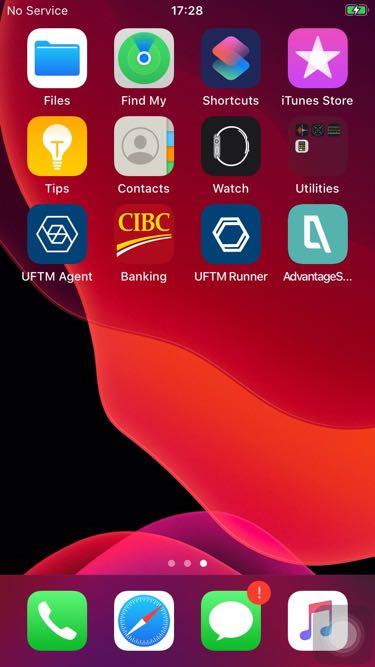 No Service 17:28
Files Find My Shortcuts iTunes Store
Tips Contacts Watch Utilities
CIBC
UFTM Agent Banking UFTM Runner AdvantageS...
!